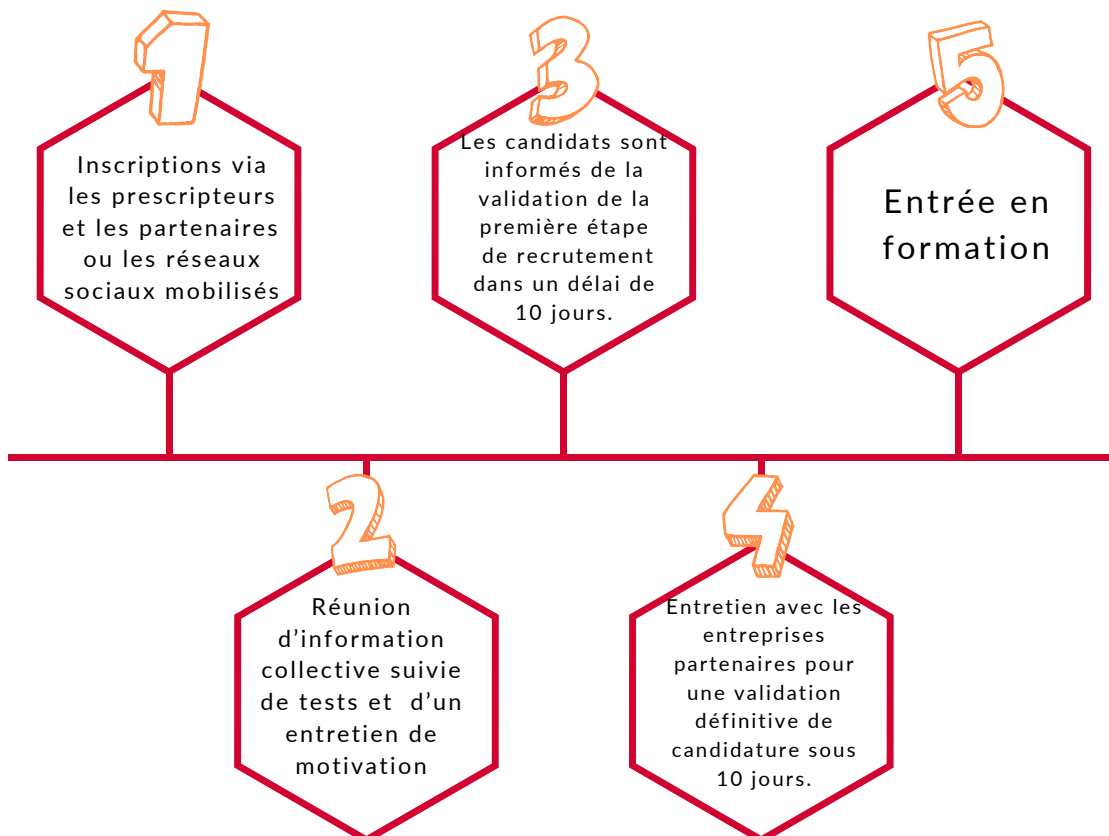 1
Inscriptions via
les prescripteurs
et les partenaires
ou les réseaux
sociaux mobilisés
2
Réunion
d’information
collective suivie
de tests et d’un
entretien de
motivation
3
Les candidats sont
informés de la
validation de la
première étape
de recrutement
dans un délai de
10 jours.
4
Entretien avec les
entreprises
partenaires pour
une validation
définitive de
candidature sous
10 jours.
5
Entrée en
formation